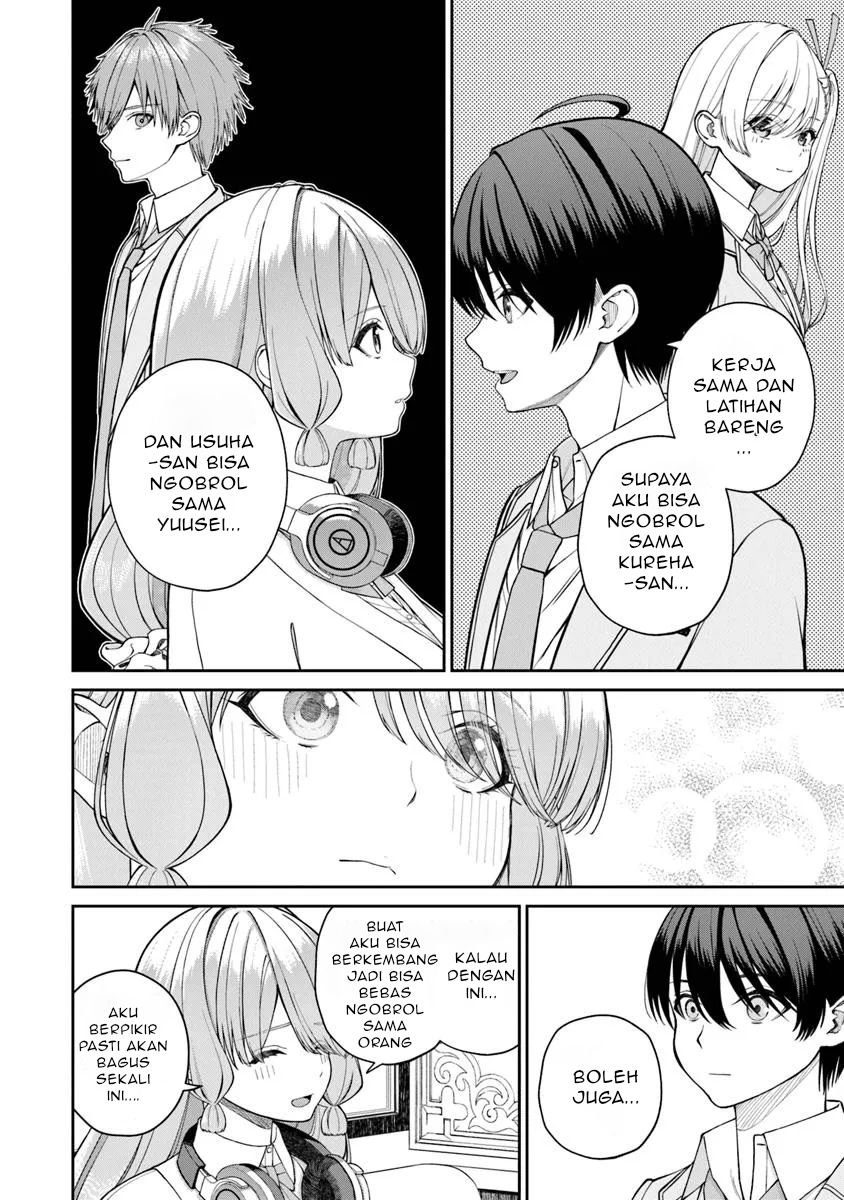 KERJA
SAMA DAN
LATIHAN
BARENG
...
SUPAYA
AKU BISA
NGOBROL
SAMA
KUREHA
-SAN...
DAN USUHA
-SAN BISA
NGOBROL
SAMA
YUUSEI...
BOLEH
JUGA...
KALAU
DENGAN
INI...
BUAT
AKU BISA
BERKEMBANG
JADI BISA
BEBAS
NGOBROL
SAMA
ORANG
AKU
BERPIKIR
PASTI AKAN
BAGUS
SEKALI
INI....